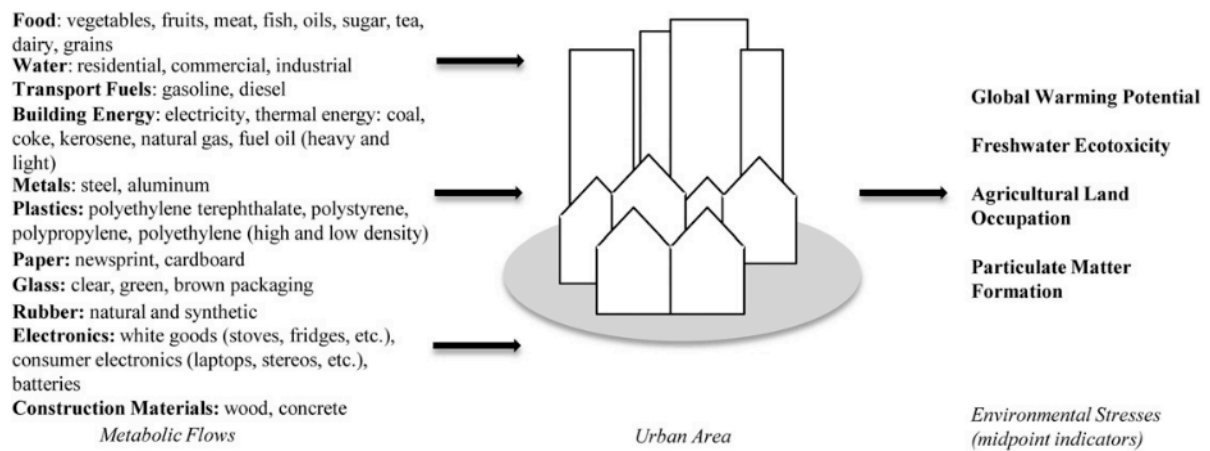 Food: vegetables, fruits, meat, fish, oils, sugar, tea,
dairy, grains
Water: residential, commercial, industrial
Transport Fuels: gasoline, diesel
Building Energy: electricity, thermal energy: coal,
coke, kerosene, natural gas, fuel oil (heavy and
light)
Metals: steel, aluminum
Plastics: polyethylene terephthalate, polystyrene,
polypropylene, polyethylene (high and low density)
Paper: newsprint, cardboard
Glass: clear, green, brown packaging
Rubber: natural and synthetic
Electronics: white goods (stoves, fridges, etc.),
consumer electronics (laptops, stereos, etc.),
batteries
Construction Materials: wood, concrete
Metabolic Flows
Urban Area
Global Warming Potential
Freshwater Ecotoxicity
Agricultural Land
Occupation
Particulate Matter
Formation
Environmental Stresses
(midpoint indicators)